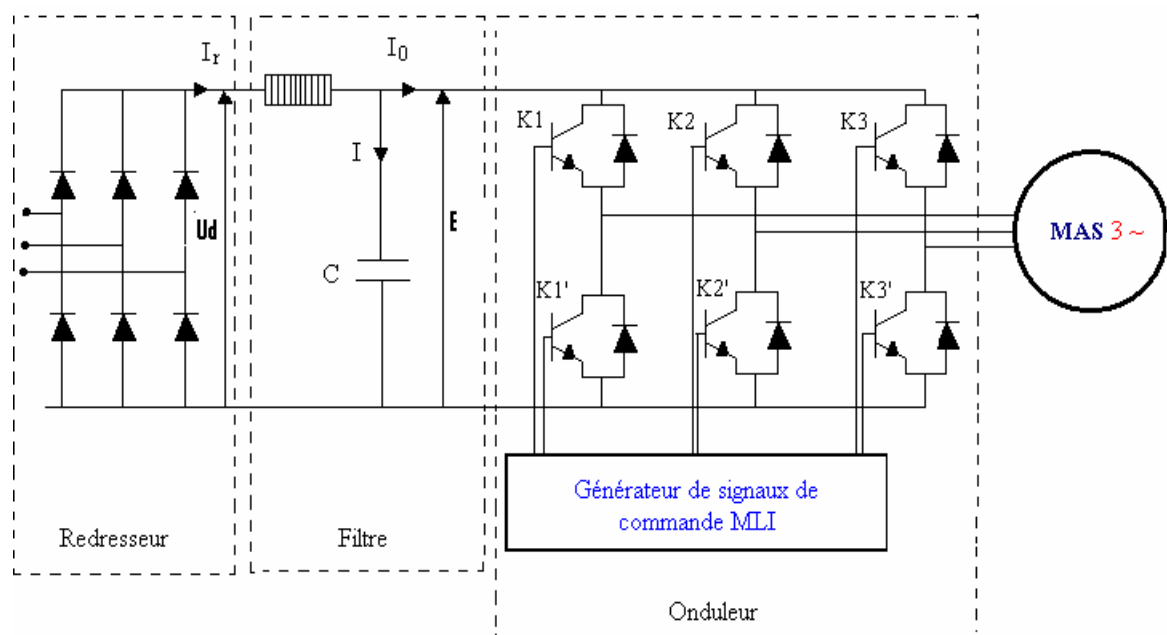 Ir
I0
K1
K2
K3
I
Ud
E
MAS 3 ~
C
K1'
K2'
K3'
Générateur de signaux de
commande MLI
Redresseur
Filtre
Onduleur